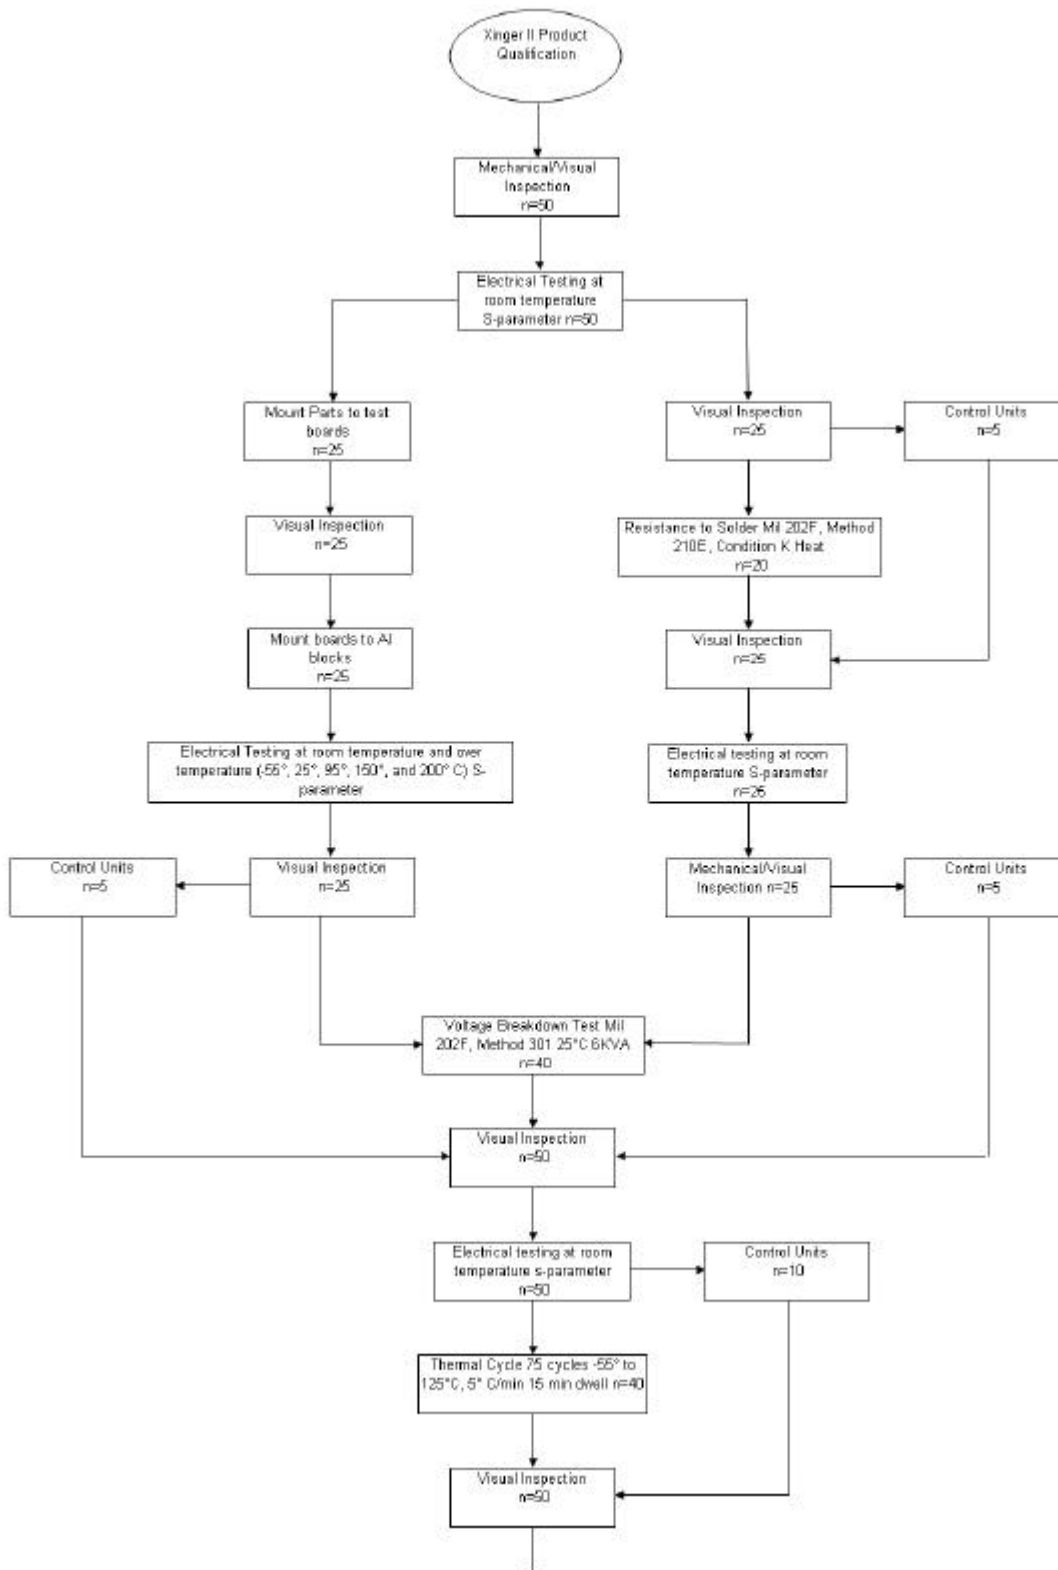 Xinger II Product
Qualification
Mechanical/Visual
Inspection
n=50
Electrical Testing at
room temperature
S-parameter n=50
Mount Parts to test
boards
n=25
Visual Inspection
n=25
Control Units
n=5
Visual Inspection
n=25
Resistance to Solder Mil 202F, Method
210E, Condition K Heat
n=20
Mount boards to Al
blocks
n=25
Visual Inspection
n=25
Electrical Testing at room temperature and over
temperature (-55°, 25°, 95°, 150°, and 200° C) S-
parameter
Electrical testing at room
temperature S-parameter
n=25
Control Units
n=5
Visual Inspection
n=25
Mechanical/Visual
Inspection n=25
Control Units
n=5
Voltage Breakdown Test Mil
202F, Method 301 25°C 6KVA
n=40
Visual Inspection
n=50
Electrical testing at room
temperature s-parameter
n=50
Control Units
n=10
Thermal Cycle 75 cycles -55° to
125°C, 5° C/min 15 min dwell n=40
Visual Inspection
n=50